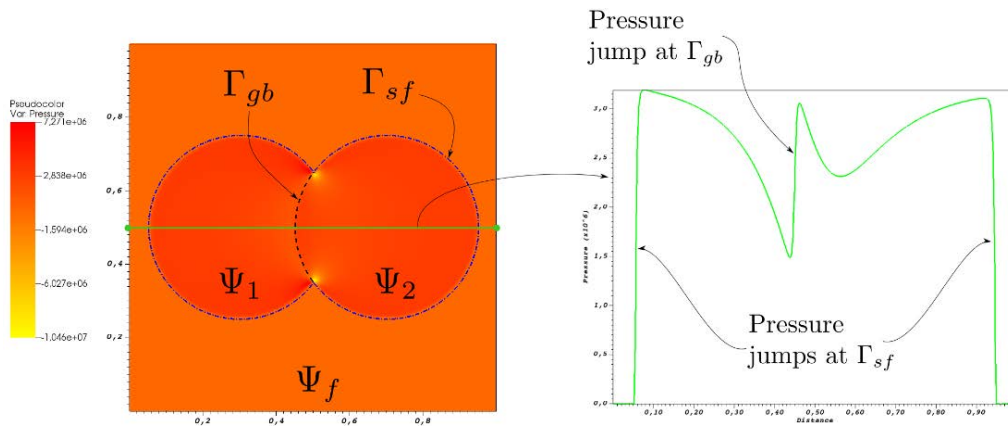 Pseudocolor
Var: Pressure
7,271e+06
2,838e+06
-1,594e+06
-6,027e+06
-1,046e+07
0,8
0,6
0,4
0,2
0,2
0,4
0,6
0,8
Γgb
Γsf
Ψ1
Ψ2
Ψf
Pressure
jump at Γgb
3,0
2,5
2,0
1,5
1,0
0,5
0,0
Pressure (x10^6)
0,10
0,20
0,30
0,40
0,50
0,60
0,70
0,80
0,90
Distance
Pressure
jumps at Γsf